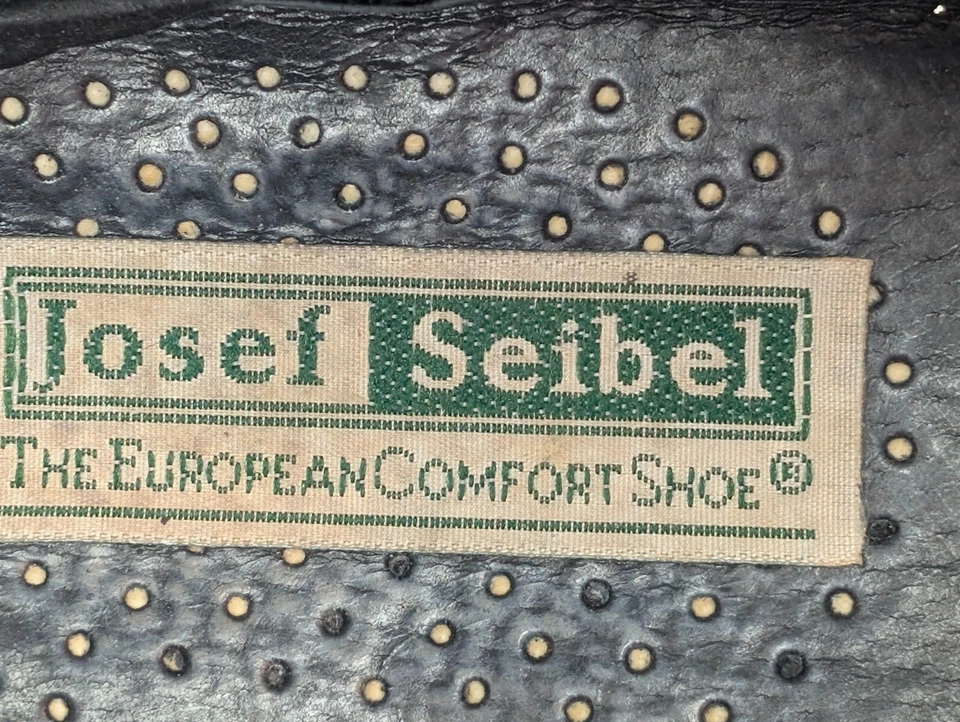 Josef Seibel
THE EUROPEAN COMFORT SHOE®